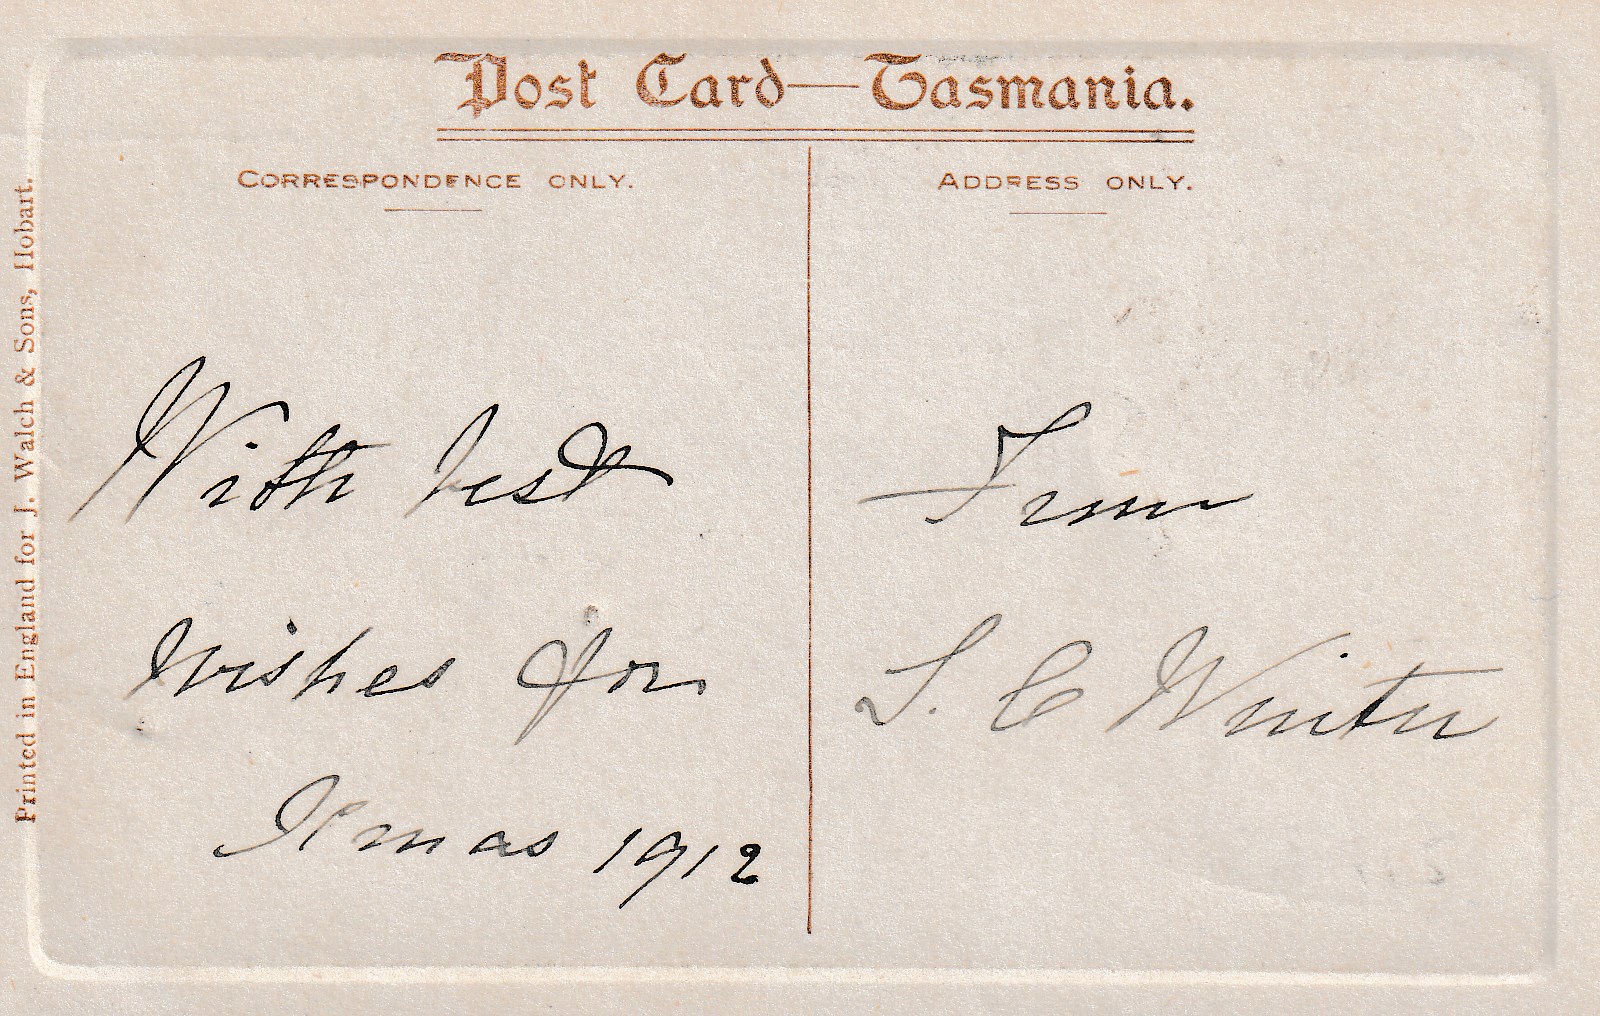 Post Card—Tasmania.
CORRESPONDENCE ONLY.
ADDRESS ONLY.
With best
wishes for
Xmas 1912
From
S. C Winter
Printed in England for J. Walch & Sons, Hobart.